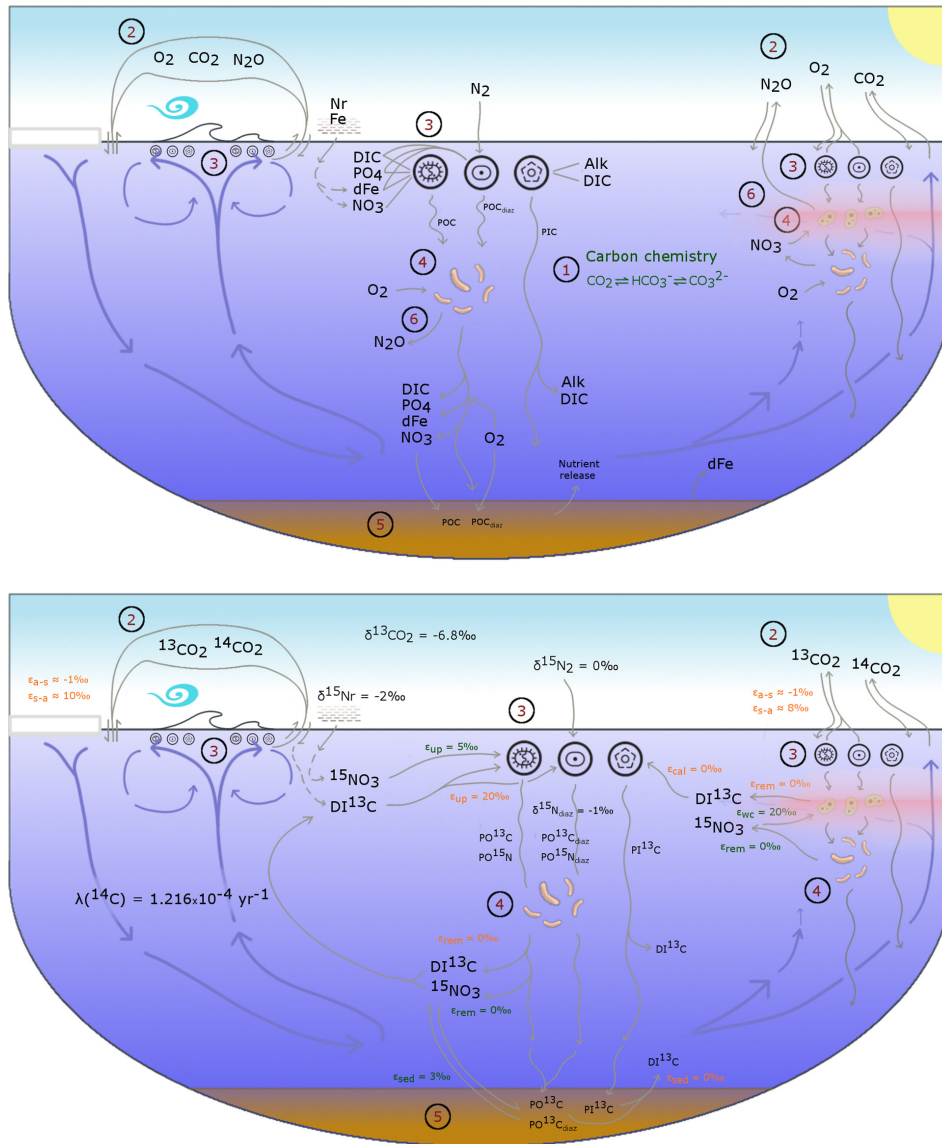 2
O2 CO2 N2O
Nr
Fe
N2
3
3
DIC
PO4
dFe
NO3
Alk
DIC
POC
POCdiaz
PIC
4
O2
6
N2O
1
Carbon chemistry
CO2⇌HCO3⁻⇌CO3²⁻
DIC
PO4
dFe
NO3
O2
Alk
DIC
Nutrient
release
dFe
5
POC POCdiaz
2
N2O
O2
CO2
3
6
4
NO3
O2
2
13CO2 14CO2
δ13CO2 = -6.8‰
εa-s ≈ -1‰
εs-a ≈ 10‰
δ15Nr = -2‰
δ15N2 = 0‰
3
3
εup = 5‰
15NO3
DI13C
εup = 20‰
δ15Ndiaz = -1‰
PO13C
PO15N
PO13Cdiaz
PO15Ndiaz
PI13C
4
λ(14C) = 1.216x10-4 yr-1
εrem = 0‰
DI13C
15NO3
εrem = 0‰
DI13C
εsed = 3‰
DI13C
εsed = 0‰
5
PO13C
PO13Cdiaz
PI13C
2
13CO2
14CO2
εa-s ≈ -1‰
εs-a ≈ 8‰
3
εcal = 0‰
DI13C
εrem = 0‰
15NO3
εwc = 20‰
εrem = 0‰
4